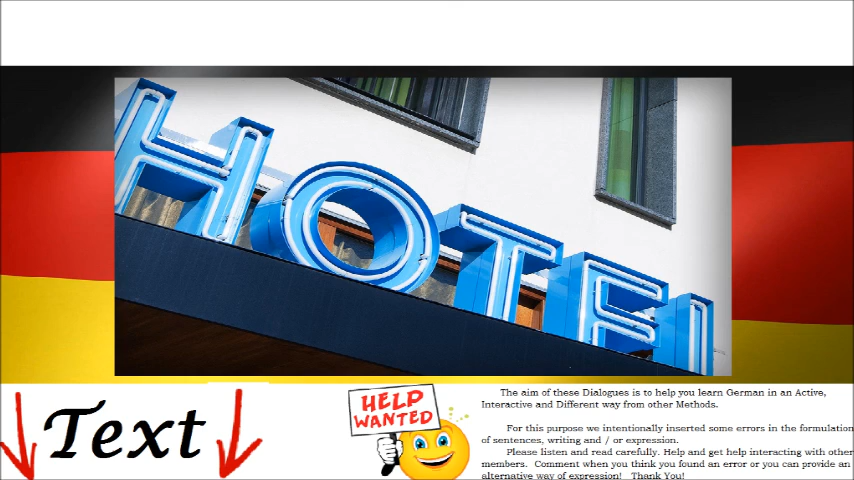 HOTEL
Text
HELP
WANTED
The aim of these Dialogues is to help you learn German in an Active,
Interactive and Different way from other Methods.
For this purpose we intentionally inserted some errors in the formulation
of sentences, writing and / or expression.
Please listen and read carefully. Help and get help interacting with other
members. Comment when you think you found an error or you can provide an
alternative way of expression! Thank You!